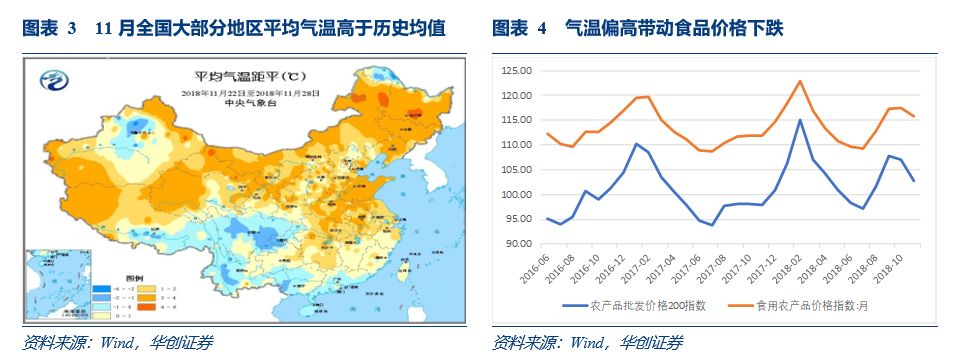 图表 3 11 月全国大部分地区平均气温高于历史均值
平均气温距平(℃)
2018年11月22日至2018年11月28日
中央气象台
图例
-4 - -2
-2 - -1
-1 - 0
0 - 1
1 - 2
2 - 4
4 - 6
南海
资料来源：Wind，华创证券
图表 4 气温偏高带动食品价格下跌
125.00
120.00
115.00
110.00
105.00
100.00
95.00
90.00
2016-06
2016-08
2016-10
2016-12
2017-02
2017-04
2017-06
2017-08
2017-10
2017-12
2018-02
2018-04
2018-06
2018-08
2018-10
农产品批发价格200指数
食用农产品价格指数:月
资料来源：Wind，华创证券